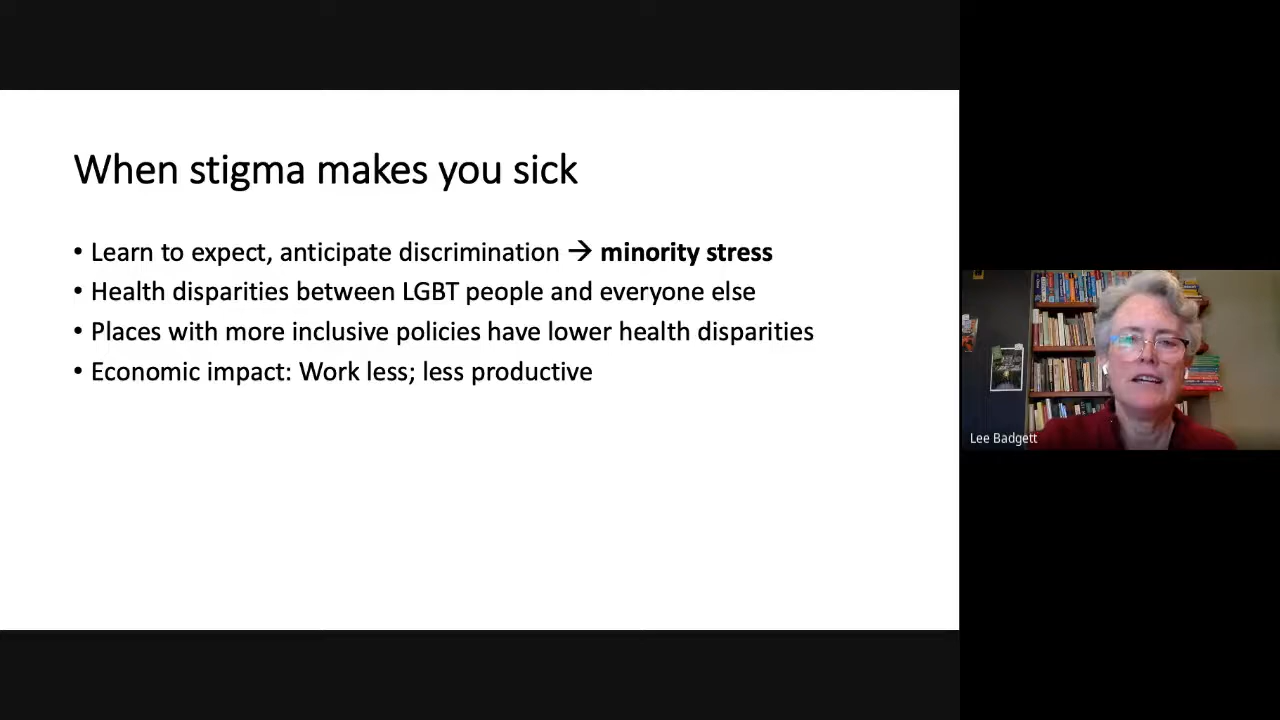 When stigma makes you sick
• Learn to expect, anticipate discrimination → minority stress
• Health disparities between LGBT people and everyone else
• Places with more inclusive policies have lower health disparities
• Economic impact: Work less; less productive
Lee Badgett